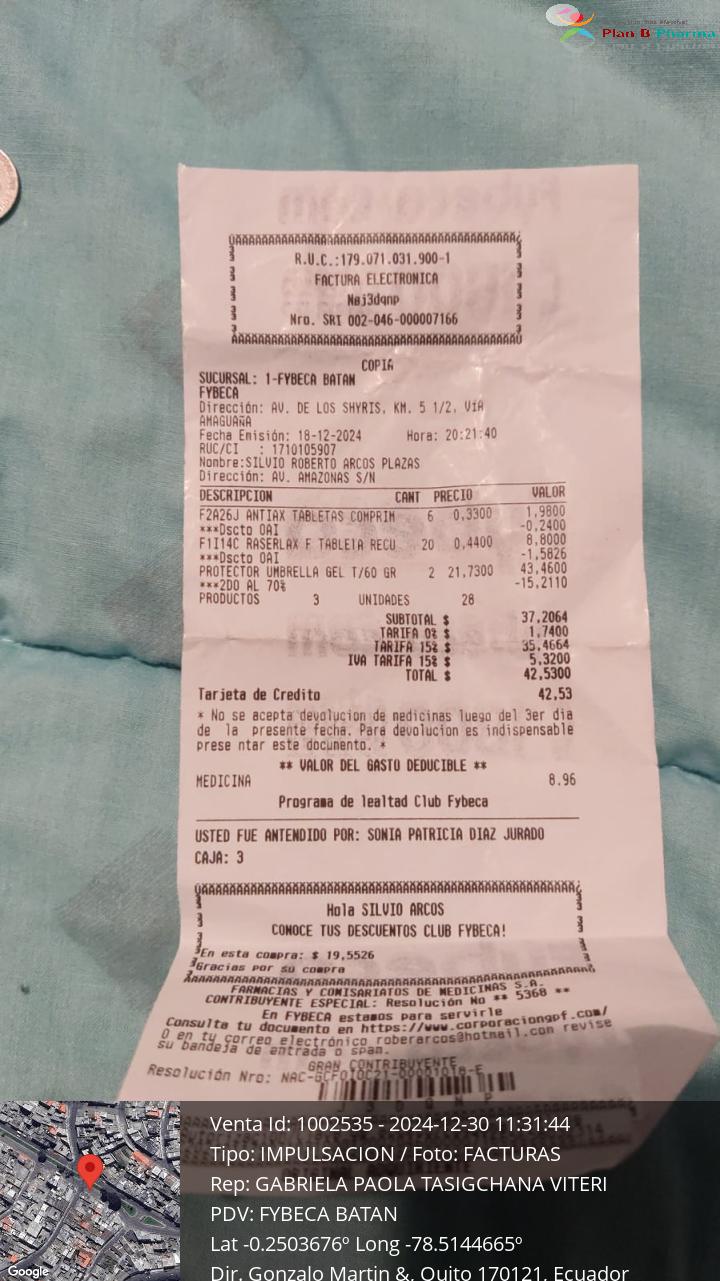 Plan B Pharma
R.U.C.:179.071.031.900-1
FACTURA ELECTRONICA
Naj3dqnp
Nro. SRI 002-046-000007166
COPIA
SUCURSAL: 1-FYBECA BATAN
FYBECA
Dirección: AV. DE LOS SHYRIS, KM. 5 1/2, VíA
AMAGUAñA
Fecha Emisión: 18-12-2024 Hora: 20:21:40
RUC/CI : 1710105907
Nombre:SILVIO ROBERTO ARCOS PLAZAS
Dirección: AV. AMAZONAS S/N
DESCRIPCION CANT PRECIO VALOR
F2A26J ANTIAX TABLETAS COMPRIM 6 0,3300 1,9800
***Dscto OAI -0,2400
F1I14C RASERLAX F TABLETA RECU 20 0,4400 8,8000
***Dscto OAI -1,5826
PROTECTOR UMBRELLA GEL T/60 GR 2 21,7300 43,4600
***2DO AL 70% -15,2110
PRODUCTOS 3 UNIDADES 28
SUBTOTAL $ 37,2064
TARIFA 0% $ 1,7400
TARIFA 15% $ 35,4664
IVA TARIFA 15% $ 5,3200
TOTAL $ 42,5300
Tarjeta de Credito 42,53
* No se acepta devolucion de medicinas luego del 3er dia
de la presente fecha. Para devolucion es indispensable
prese ntar este documento. *
** VALOR DEL GASTO DEDUCIBLE **
MEDICINA 8.96
Programa de lealtad Club Fybeca
USTED FUE ANTENDIDO POR: SONIA PATRICIA DIAZ JURADO
CAJA: 3
Hola SILVIO ARCOS
CONOCE TUS DESCUENTOS CLUB FYBECA!
En esta compra: $ 19,5526
Gracias por su compra
FARMACIAS Y COMISARIATOS DE MEDICINAS S.A.
CONTRIBUYENTE ESPECIAL: Resolución No ** 5368 **
En FYBECA estamos para servirle
Consulta tu documento en https://www.corporaciongpf.com/
O en tu correo electrónico roberarcos@hotmail.com revise
su bandeja de entrada o span.
GRAN CONTRIBUYENTE
Resolución Nro:
Venta Id: 1002535 - 2024-12-30 11:31:44
Tipo: IMPULSACION / Foto: FACTURAS
Rep: GABRIELA PAOLA TASIGCHANA VITERI
PDV: FYBECA BATAN
Lat -0.2503676º Long -78.5144665º
Dir. Gonzalo Martin &, Quito 170121, Ecuador
Google